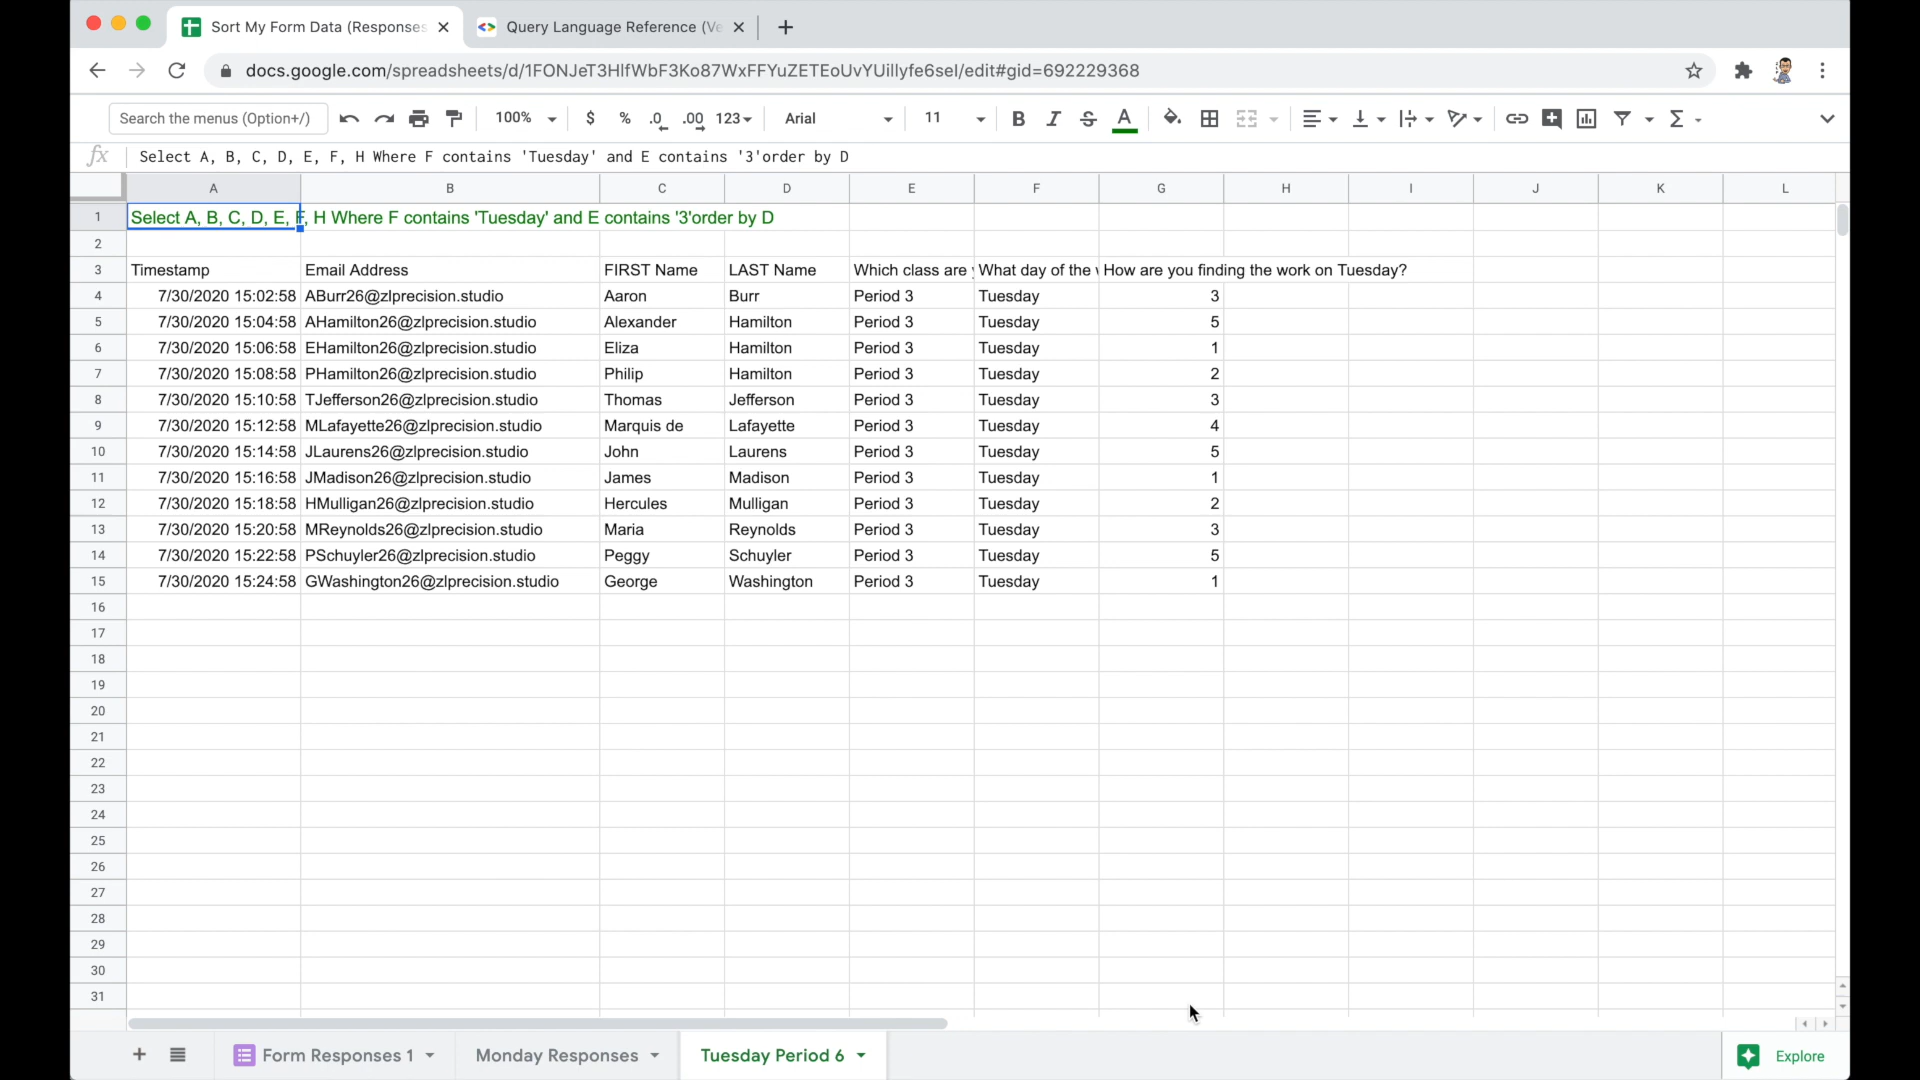 Sort My Form Data (Responses
Query Language Reference (Ve
docs.google.com/spreadsheets/d/1FONJeT3HlfWbF3Ko87WxFFYuZETEoUvYUillyfe6sel/edit#gid=692229368
Search the menus (Option+/) 100% $ % .0 .00 123 Arial 11 B I S A Σ
fx Select A, B, C, D, E, F, H Where F contains 'Tuesday' and E contains '3'order by D
A B C D E F G H I J K L
1 Select A, B, C, D, E, F, H Where F contains 'Tuesday' and E contains '3'order by D
2
3 Timestamp Email Address FIRST Name LAST Name Which class are What day of the How are you finding the work on Tuesday?
4 7/30/2020 15:02:58 ABurr26@zlprecision.studio Aaron Burr Period 3 Tuesday 3
5 7/30/2020 15:04:58 AHamilton26@zlprecision.studio Alexander Hamilton Period 3 Tuesday 5
6 7/30/2020 15:06:58 EHamilton26@zlprecision.studio Eliza Hamilton Period 3 Tuesday 1
7 7/30/2020 15:08:58 PHamilton26@zlprecision.studio Philip Hamilton Period 3 Tuesday 2
8 7/30/2020 15:10:58 TJefferson26@zlprecision.studio Thomas Jefferson Period 3 Tuesday 3
9 7/30/2020 15:12:58 MLafayette26@zlprecision.studio Marquis de Lafayette Period 3 Tuesday 4
10 7/30/2020 15:14:58 JLaurens26@zlprecision.studio John Laurens Period 3 Tuesday 5
11 7/30/2020 15:16:58 JMadison26@zlprecision.studio James Madison Period 3 Tuesday 1
12 7/30/2020 15:18:58 HMulligan26@zlprecision.studio Hercules Mulligan Period 3 Tuesday 2
13 7/30/2020 15:20:58 MReynolds26@zlprecision.studio Maria Reynolds Period 3 Tuesday 3
14 7/30/2020 15:22:58 PSchuyler26@zlprecision.studio Peggy Schuyler Period 3 Tuesday 5
15 7/30/2020 15:24:58 GWashington26@zlprecision.studio George Washington Period 3 Tuesday 1
16
17
18
19
20
21
22
23
24
25
26
27
28
29
30
31
Form Responses 1 Monday Responses Tuesday Period 6 Explore